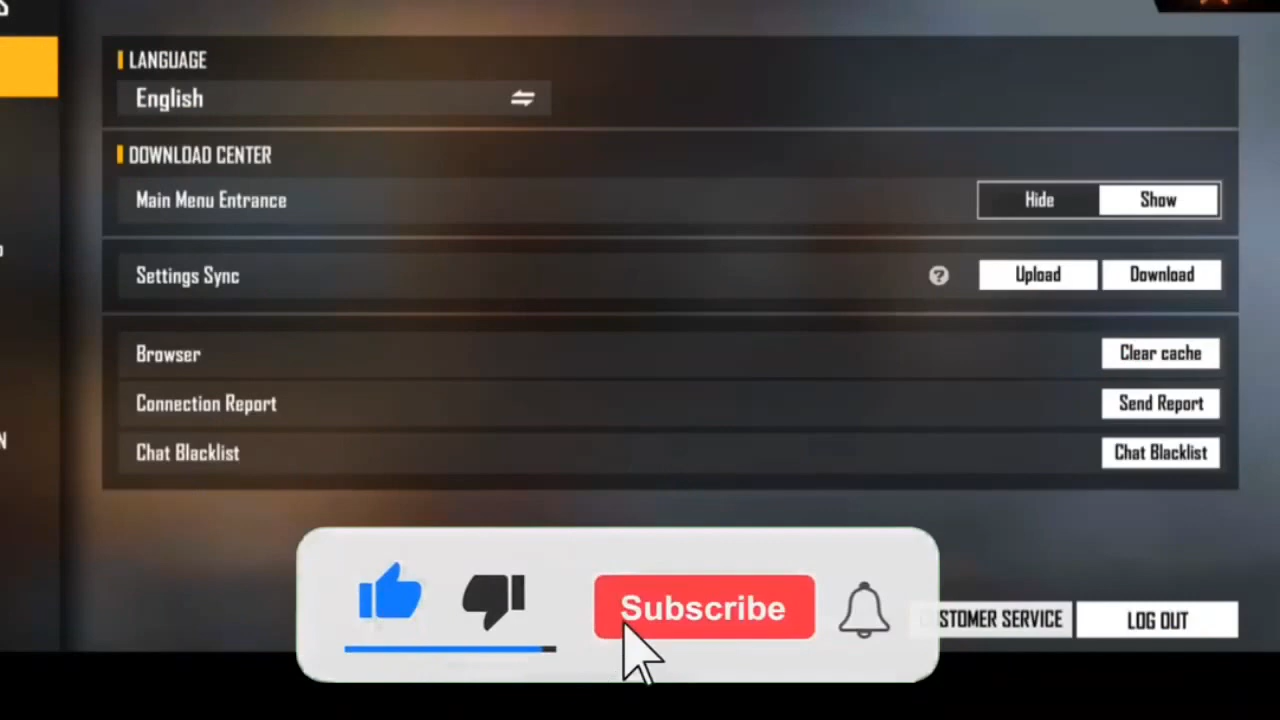 LANGUAGE
English
DOWNLOAD CENTER
Main Menu Entrance
Hide
Show
Settings Sync
?
Upload
Download
Browser
Clear cache
Connection Report
Send Report
Chat Blacklist
Chat Blacklist
Subscribe
CUSTOMER SERVICE
LOG OUT